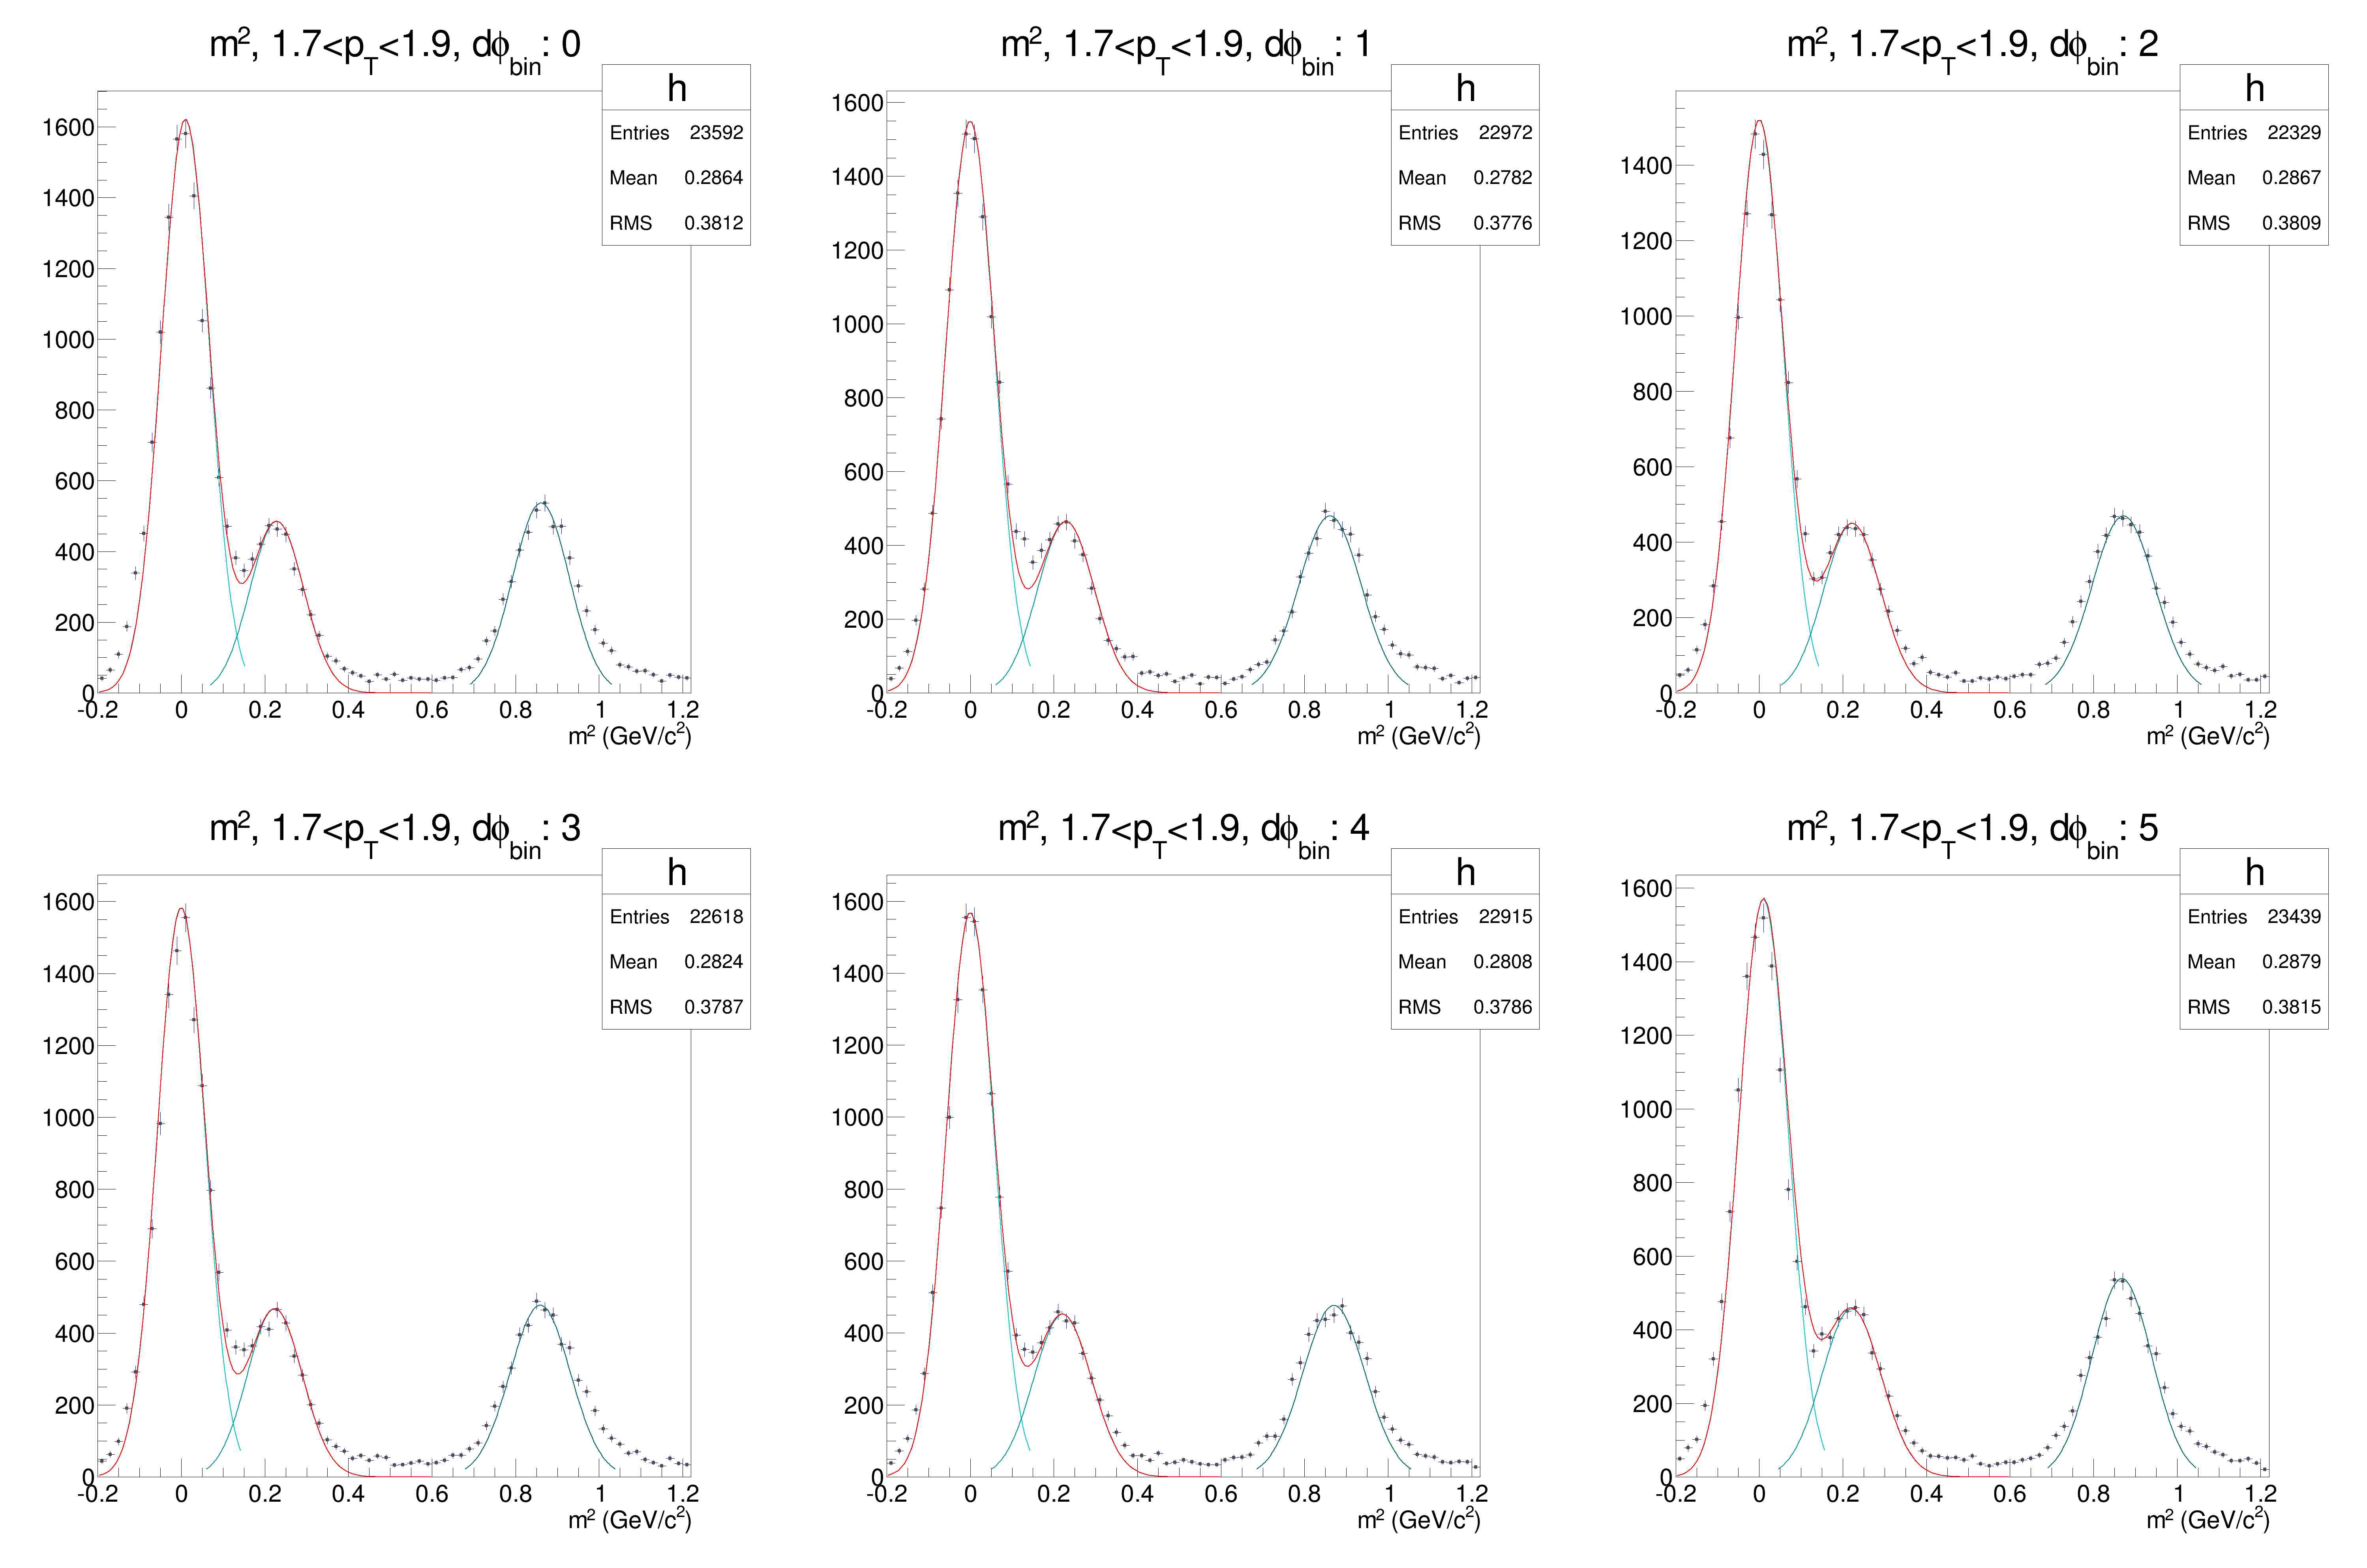 m², 1.7<p_T<1.9, dϕ_bin: 0
h
Entries 23592
Mean 0.2864
RMS 0.3812
1600
1400
1200
1000
800
600
400
200
0
-0.2 0 0.2 0.4 0.6 0.8 1 1.2
m² (GeV/c²)
m², 1.7<p_T<1.9, dϕ_bin: 1
h
Entries 22972
Mean 0.2782
RMS 0.3776
1600
1400
1200
1000
800
600
400
200
0
-0.2 0 0.2 0.4 0.6 0.8 1 1.2
m² (GeV/c²)
m², 1.7<p_T<1.9, dϕ_bin: 2
h
Entries 22329
Mean 0.2867
RMS 0.3809
1400
1200
1000
800
600
400
200
0
-0.2 0 0.2 0.4 0.6 0.8 1 1.2
m² (GeV/c²)
m², 1.7<p_T<1.9, dϕ_bin: 3
h
Entries 22618
Mean 0.2824
RMS 0.3787
1600
1400
1200
1000
800
600
400
200
0
-0.2 0 0.2 0.4 0.6 0.8 1 1.2
m² (GeV/c²)
m², 1.7<p_T<1.9, dϕ_bin: 4
h
Entries 22915
Mean 0.2808
RMS 0.3786
1600
1400
1200
1000
800
600
400
200
0
-0.2 0 0.2 0.4 0.6 0.8 1 1.2
m² (GeV/c²)
m², 1.7<p_T<1.9, dϕ_bin: 5
h
Entries 23439
Mean 0.2879
RMS 0.3815
1600
1400
1200
1000
800
600
400
200
0
-0.2 0 0.2 0.4 0.6 0.8 1 1.2
m² (GeV/c²)